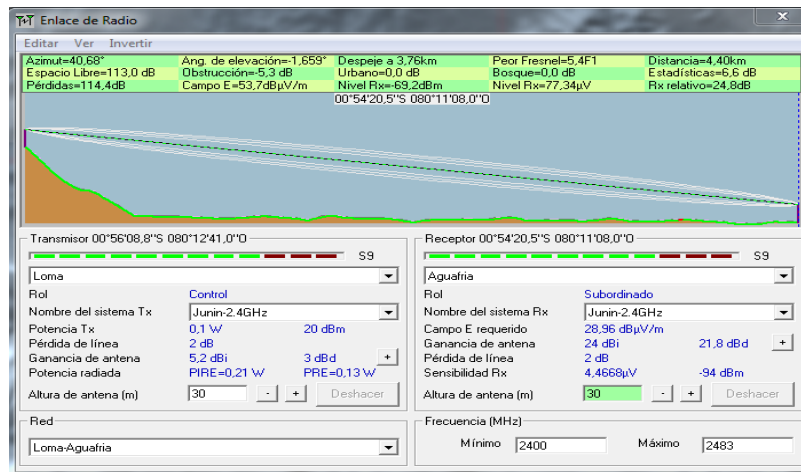 Enlace de Radio
Editar Ver Invertir
Azimut=40,68° Ang. de elevación=-1,659° Despeje a 3,76km Peor Fresnel=5,4F1 Distancia=4,40km
Espacio Libre=113,0 dB Obstrucción=-5,3 dB Urbano=0,0 dB Bosque=0,0 dB Estadísticas=6,6 dB
Pérdidas=114,4dB Campo E=53,7dBµV/m Nivel Rx=-69,2dBm Nivel Rx=77,34µV Rx relativo=24,8dB
00°54'20,5''S 080°11'08,0''O
Transmisor 00°56'08,8''S 080°12'41,0''O
S9
Loma
Rol Control
Nombre del sistema Tx Junin-2.4GHz
Potencia Tx 0,1 W 20 dBm
Pérdida de línea 2 dB
Ganancia de antena 5,2 dBi 3 dBd +
Potencia radiada PIRE=0,21 W PRE=0,13 W
Altura de antena (m) 30 - + Deshacer
Red
Loma-Aguafria
Receptor 00°54'20,5''S 080°11'08,0''O
S9
Aguafria
Rol Subordinado
Nombre del sistema Rx Junin-2.4GHz
Campo E requerido 28,96 dBµV/m
Ganancia de antena 24 dBi 21,8 dBd +
Pérdida de línea 2 dB
Sensibilidad Rx 4,4668µV -94 dBm
Altura de antena (m) 30 - + Deshacer
Frecuencia (MHz)
Mínimo 2400 Máximo 2483